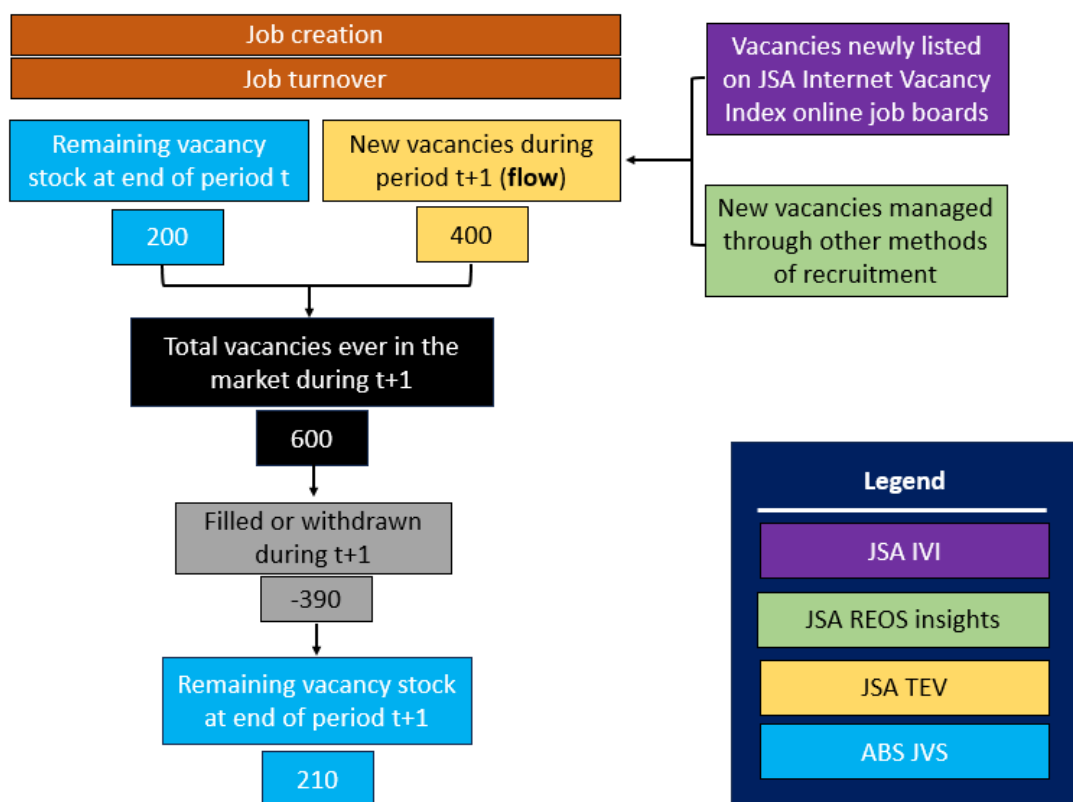 Job creation
Job turnover
Vacancies newly listed
on JSA Internet Vacancy
Index online job boards
Remaining vacancy
stock at end of period t
New vacancies during
period t+1 (flow)
New vacancies managed
through other methods
of recruitment
200
400
Total vacancies ever in the
market during t+1
600
Filled or withdrawn
during t+1
-390
Remaining vacancy stock
at end of period t+1
210
Legend
JSA IVI
JSA REOS insights
JSA TEV
ABS JVS